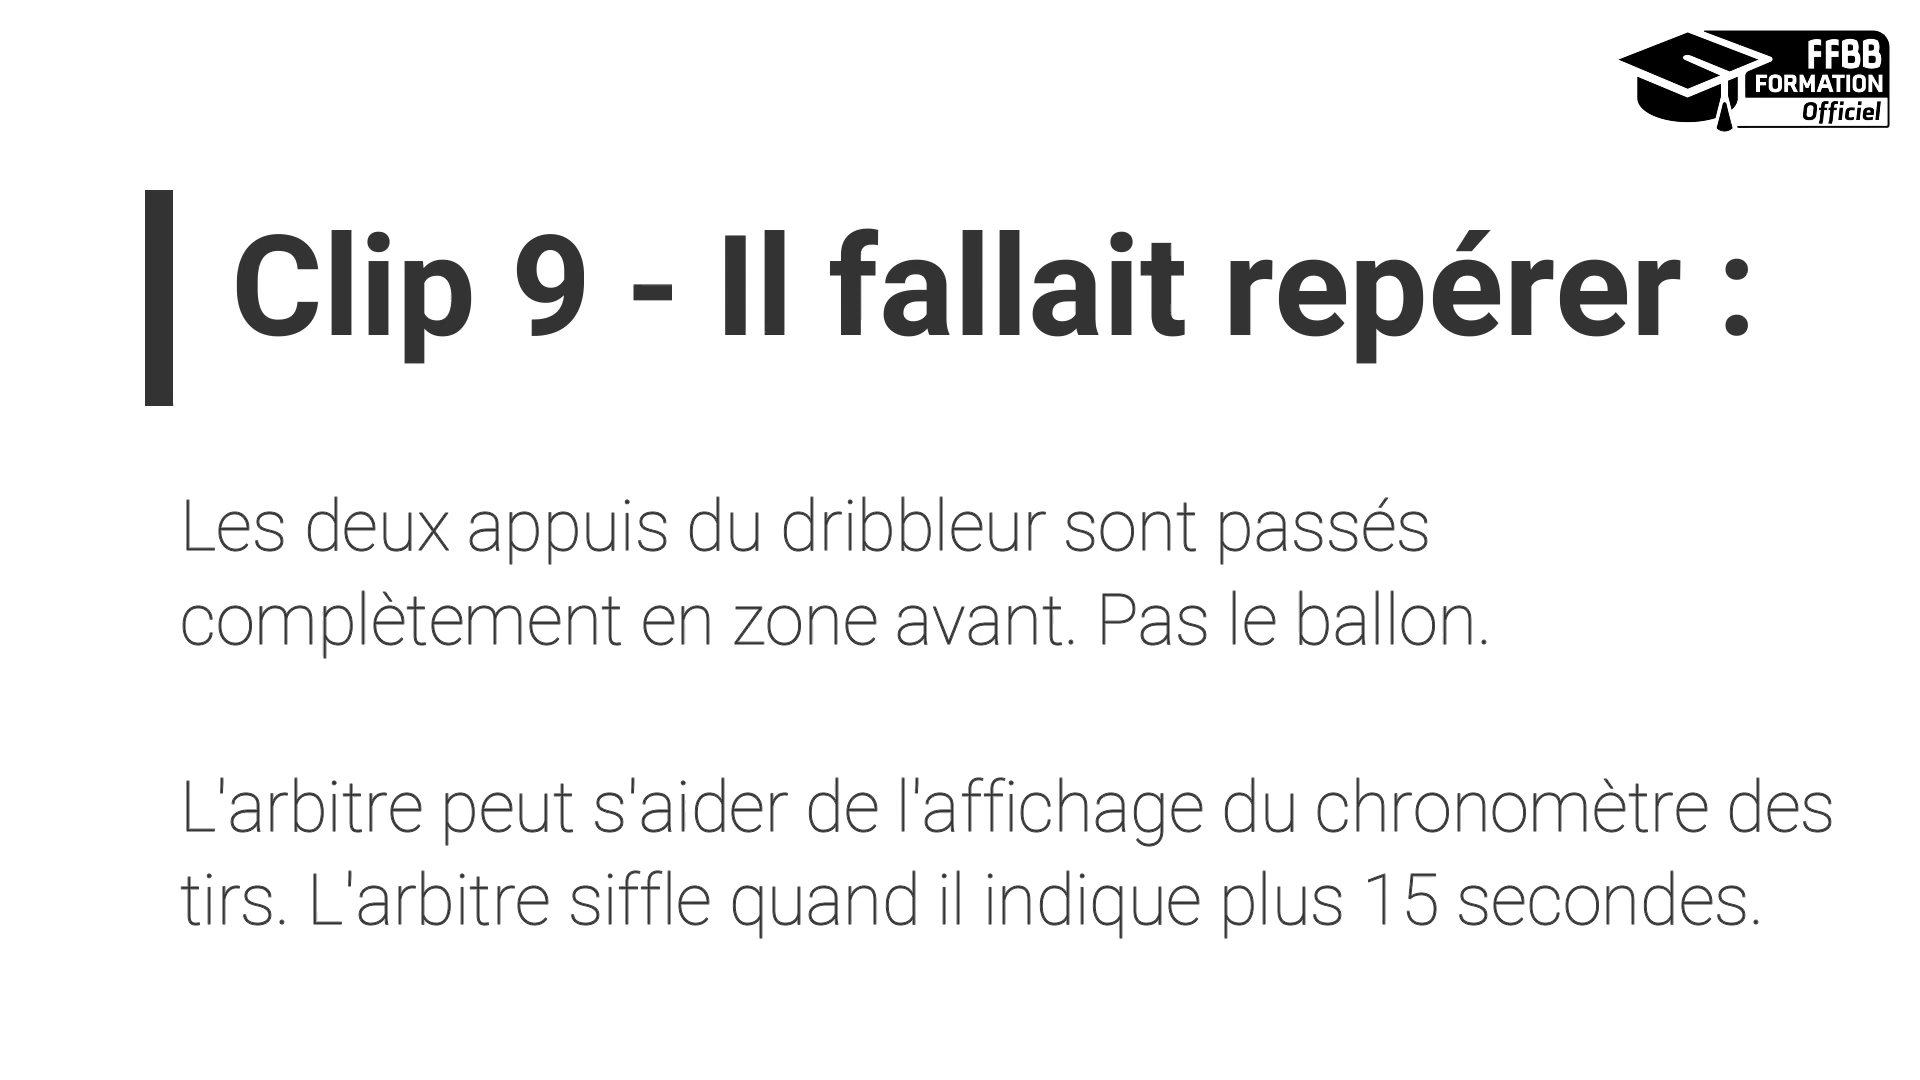 FFBB
FORMATION
Officiel
Clip 9 - Il fallait repérer :
Les deux appuis du dribbleur sont passés
complètement en zone avant. Pas le ballon.
L'arbitre peut s'aider de l'affichage du chronomètre des
tirs. L'arbitre siffle quand il indique plus 15 secondes.